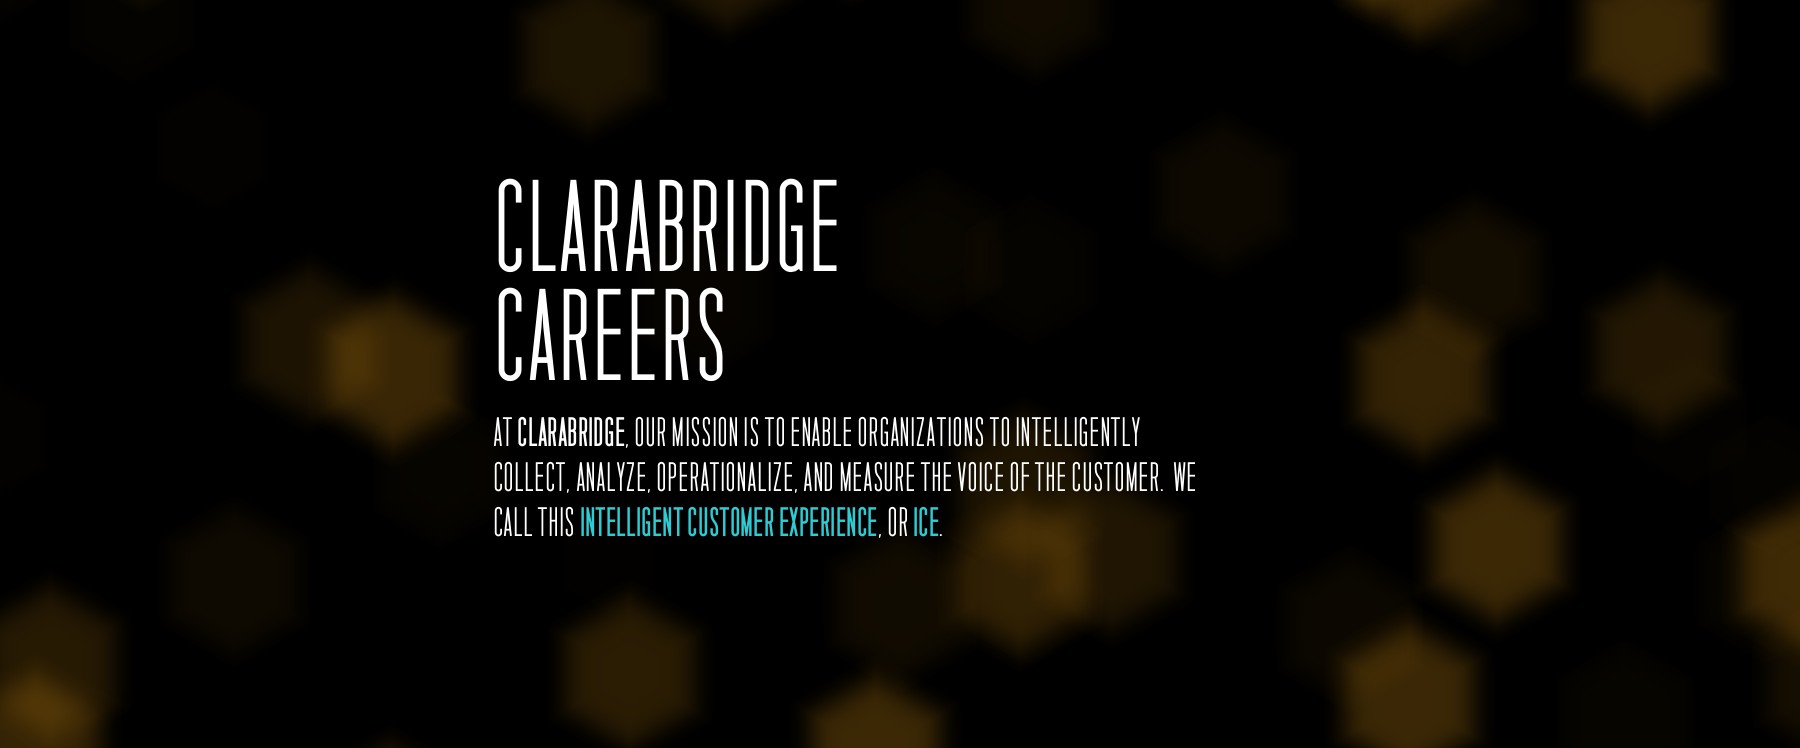 CLARABRIDGE
CAREERS
AT CLARABRIDGE, OUR MISSION IS TO ENABLE ORGANIZATIONS TO INTELLIGENTLY
COLLECT, ANALYZE, OPERATIONALIZE, AND MEASURE THE VOICE OF THE CUSTOMER.  WE
CALL THIS INTELLIGENT CUSTOMER EXPERIENCE, OR ICE.